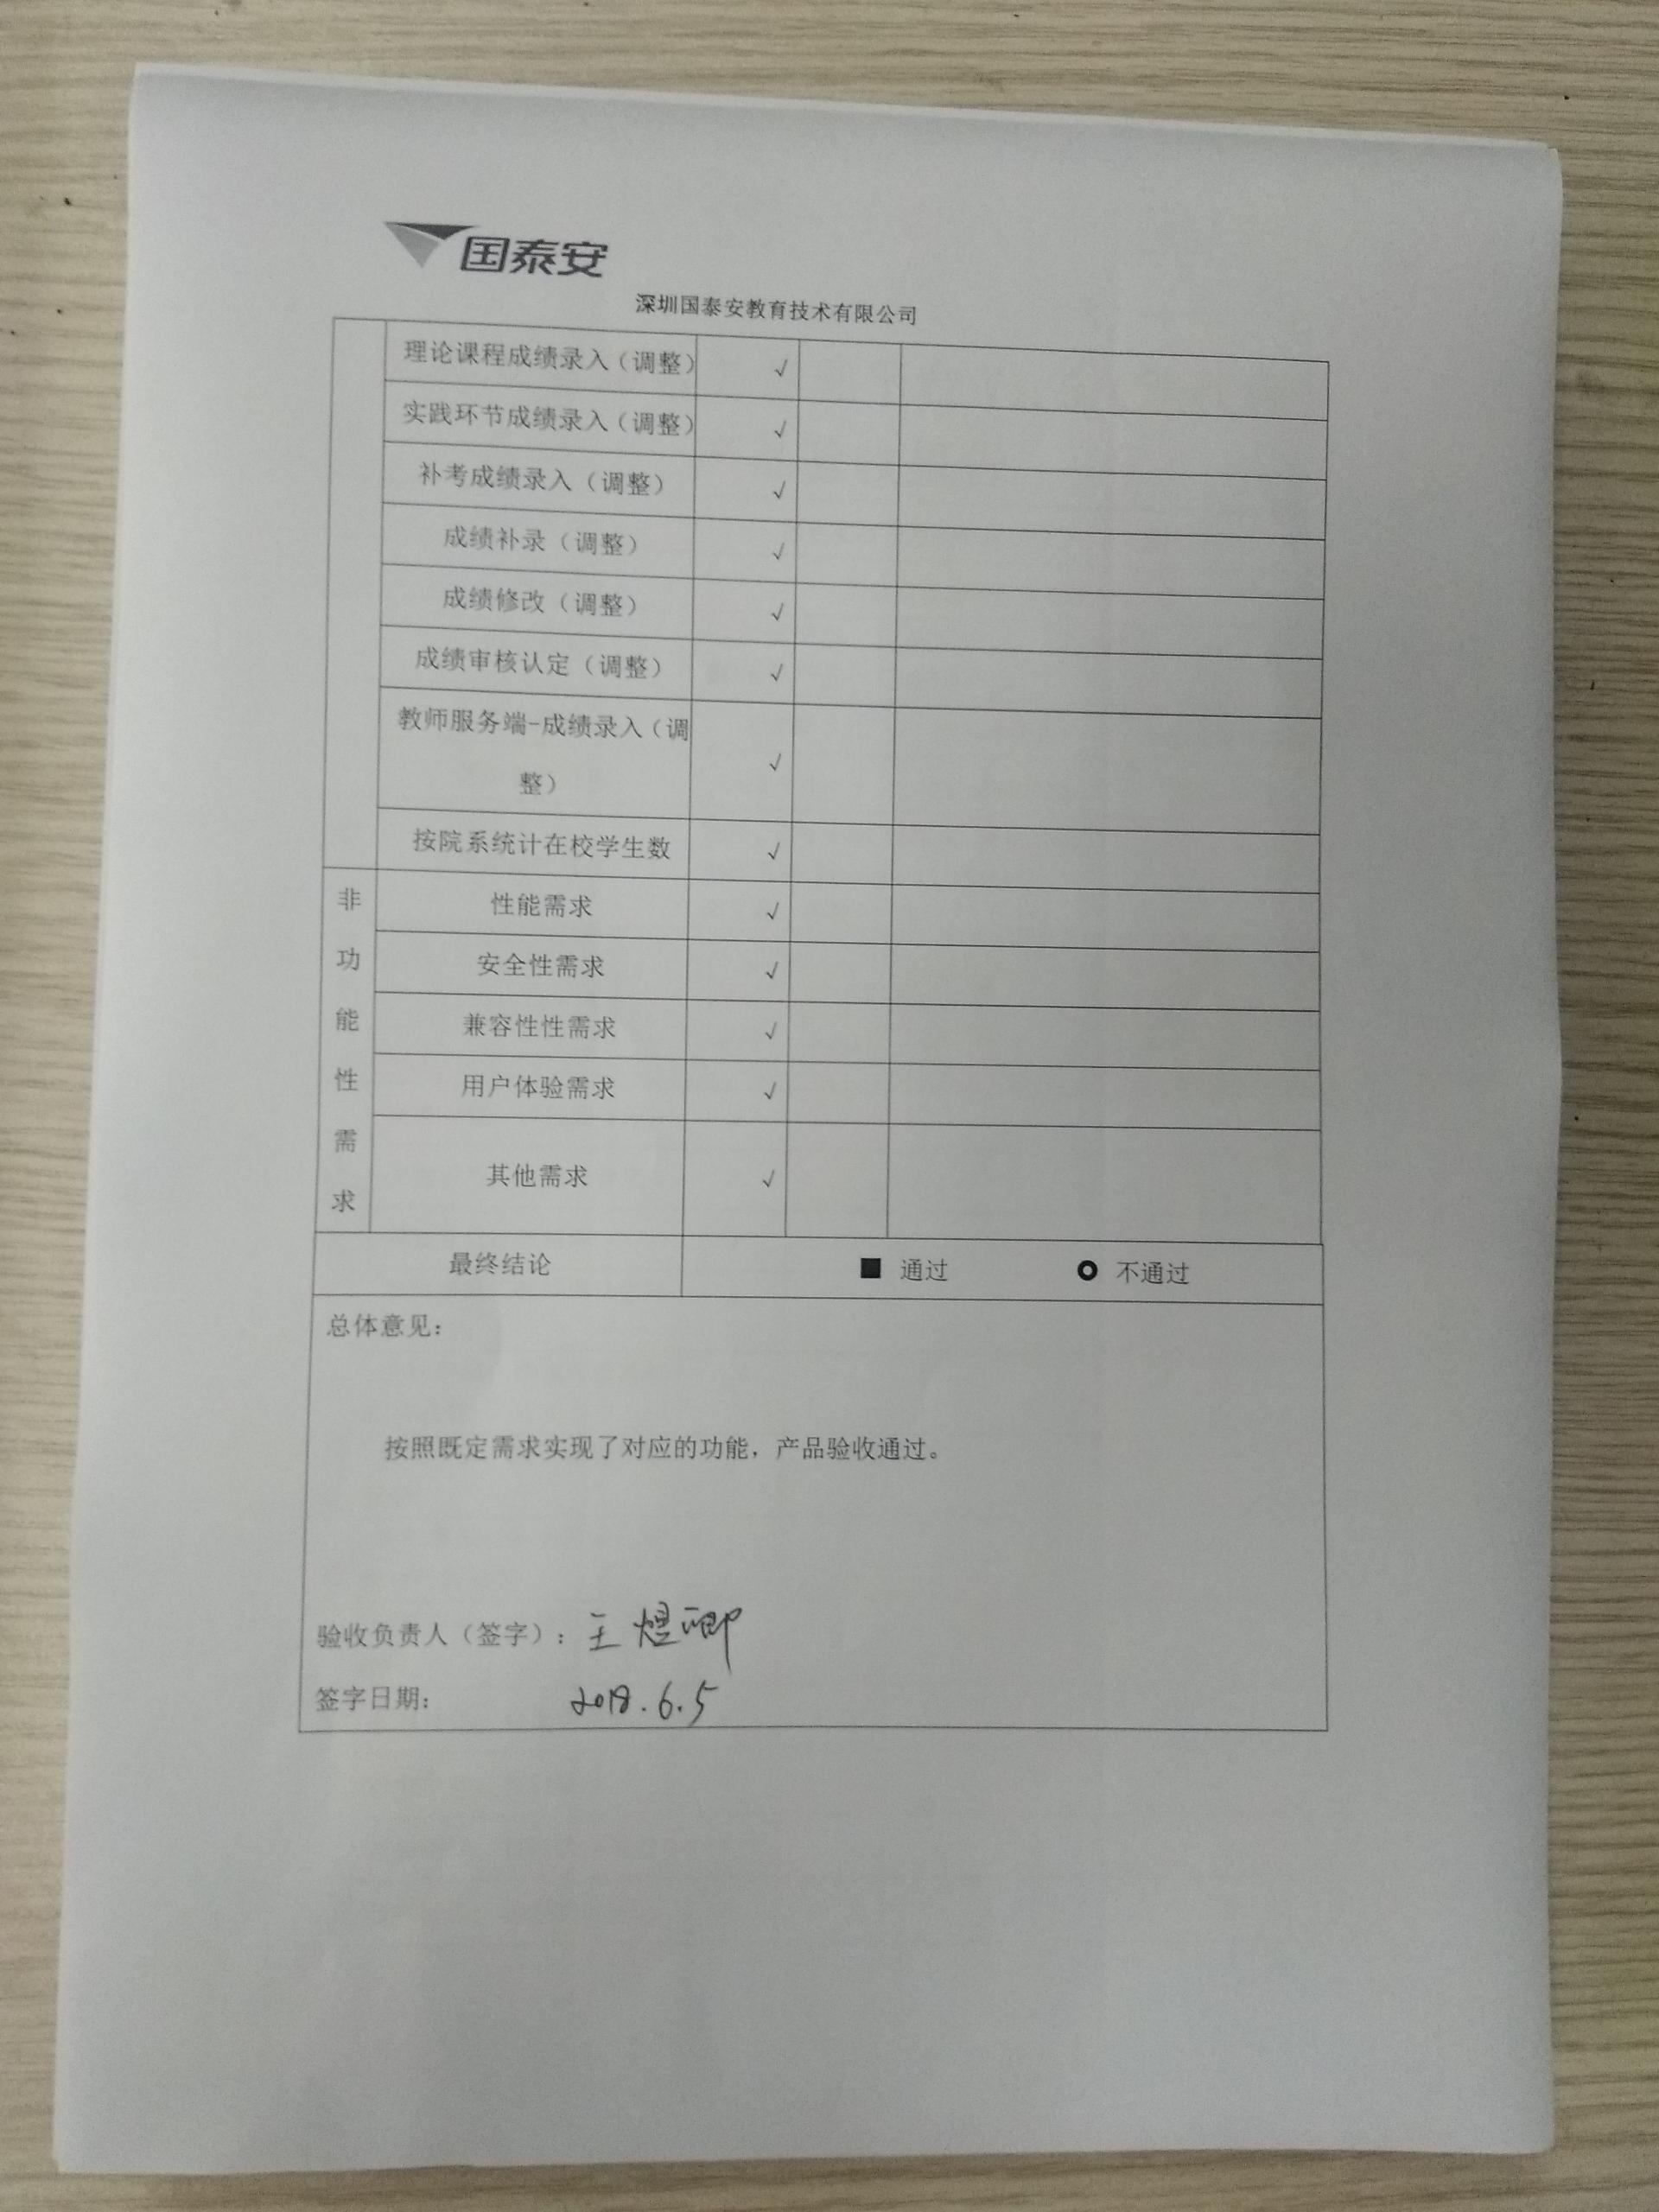 国泰安
深圳国泰安教育技术有限公司
理论课程成绩录入（调整） √
实践环节成绩录入（调整） √
补考成绩录入（调整） √
成绩补录（调整） √
成绩修改（调整） √
成绩审核认定（调整） √
教师服务端-成绩录入（调
整） √
按院系统计在校学生数 √
非功能性需求
性能需求 √
安全性需求 √
兼容性性需求 √
用户体验需求 √
其他需求 √
最终结论 ■ 通过 不通过
总体意见：
按照既定需求实现了对应的功能，产品验收通过。
验收负责人（签字）：王煜卿
签字日期： 2018.6.5